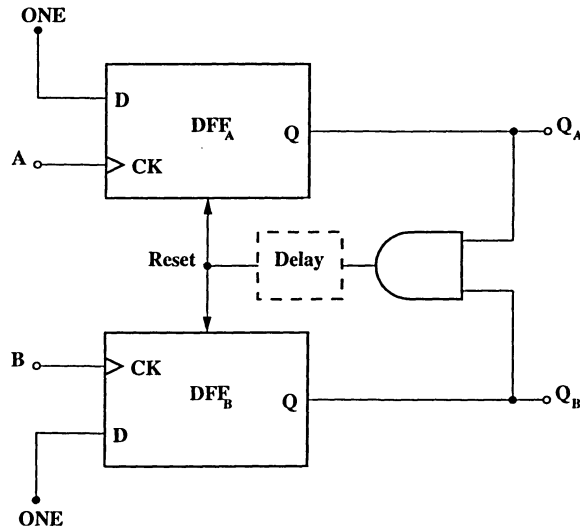 ONE
D
DFF_A
Q
Q_A
A
CK
Reset
Delay
B
CK
DFF_B
Q
Q_B
D
ONE